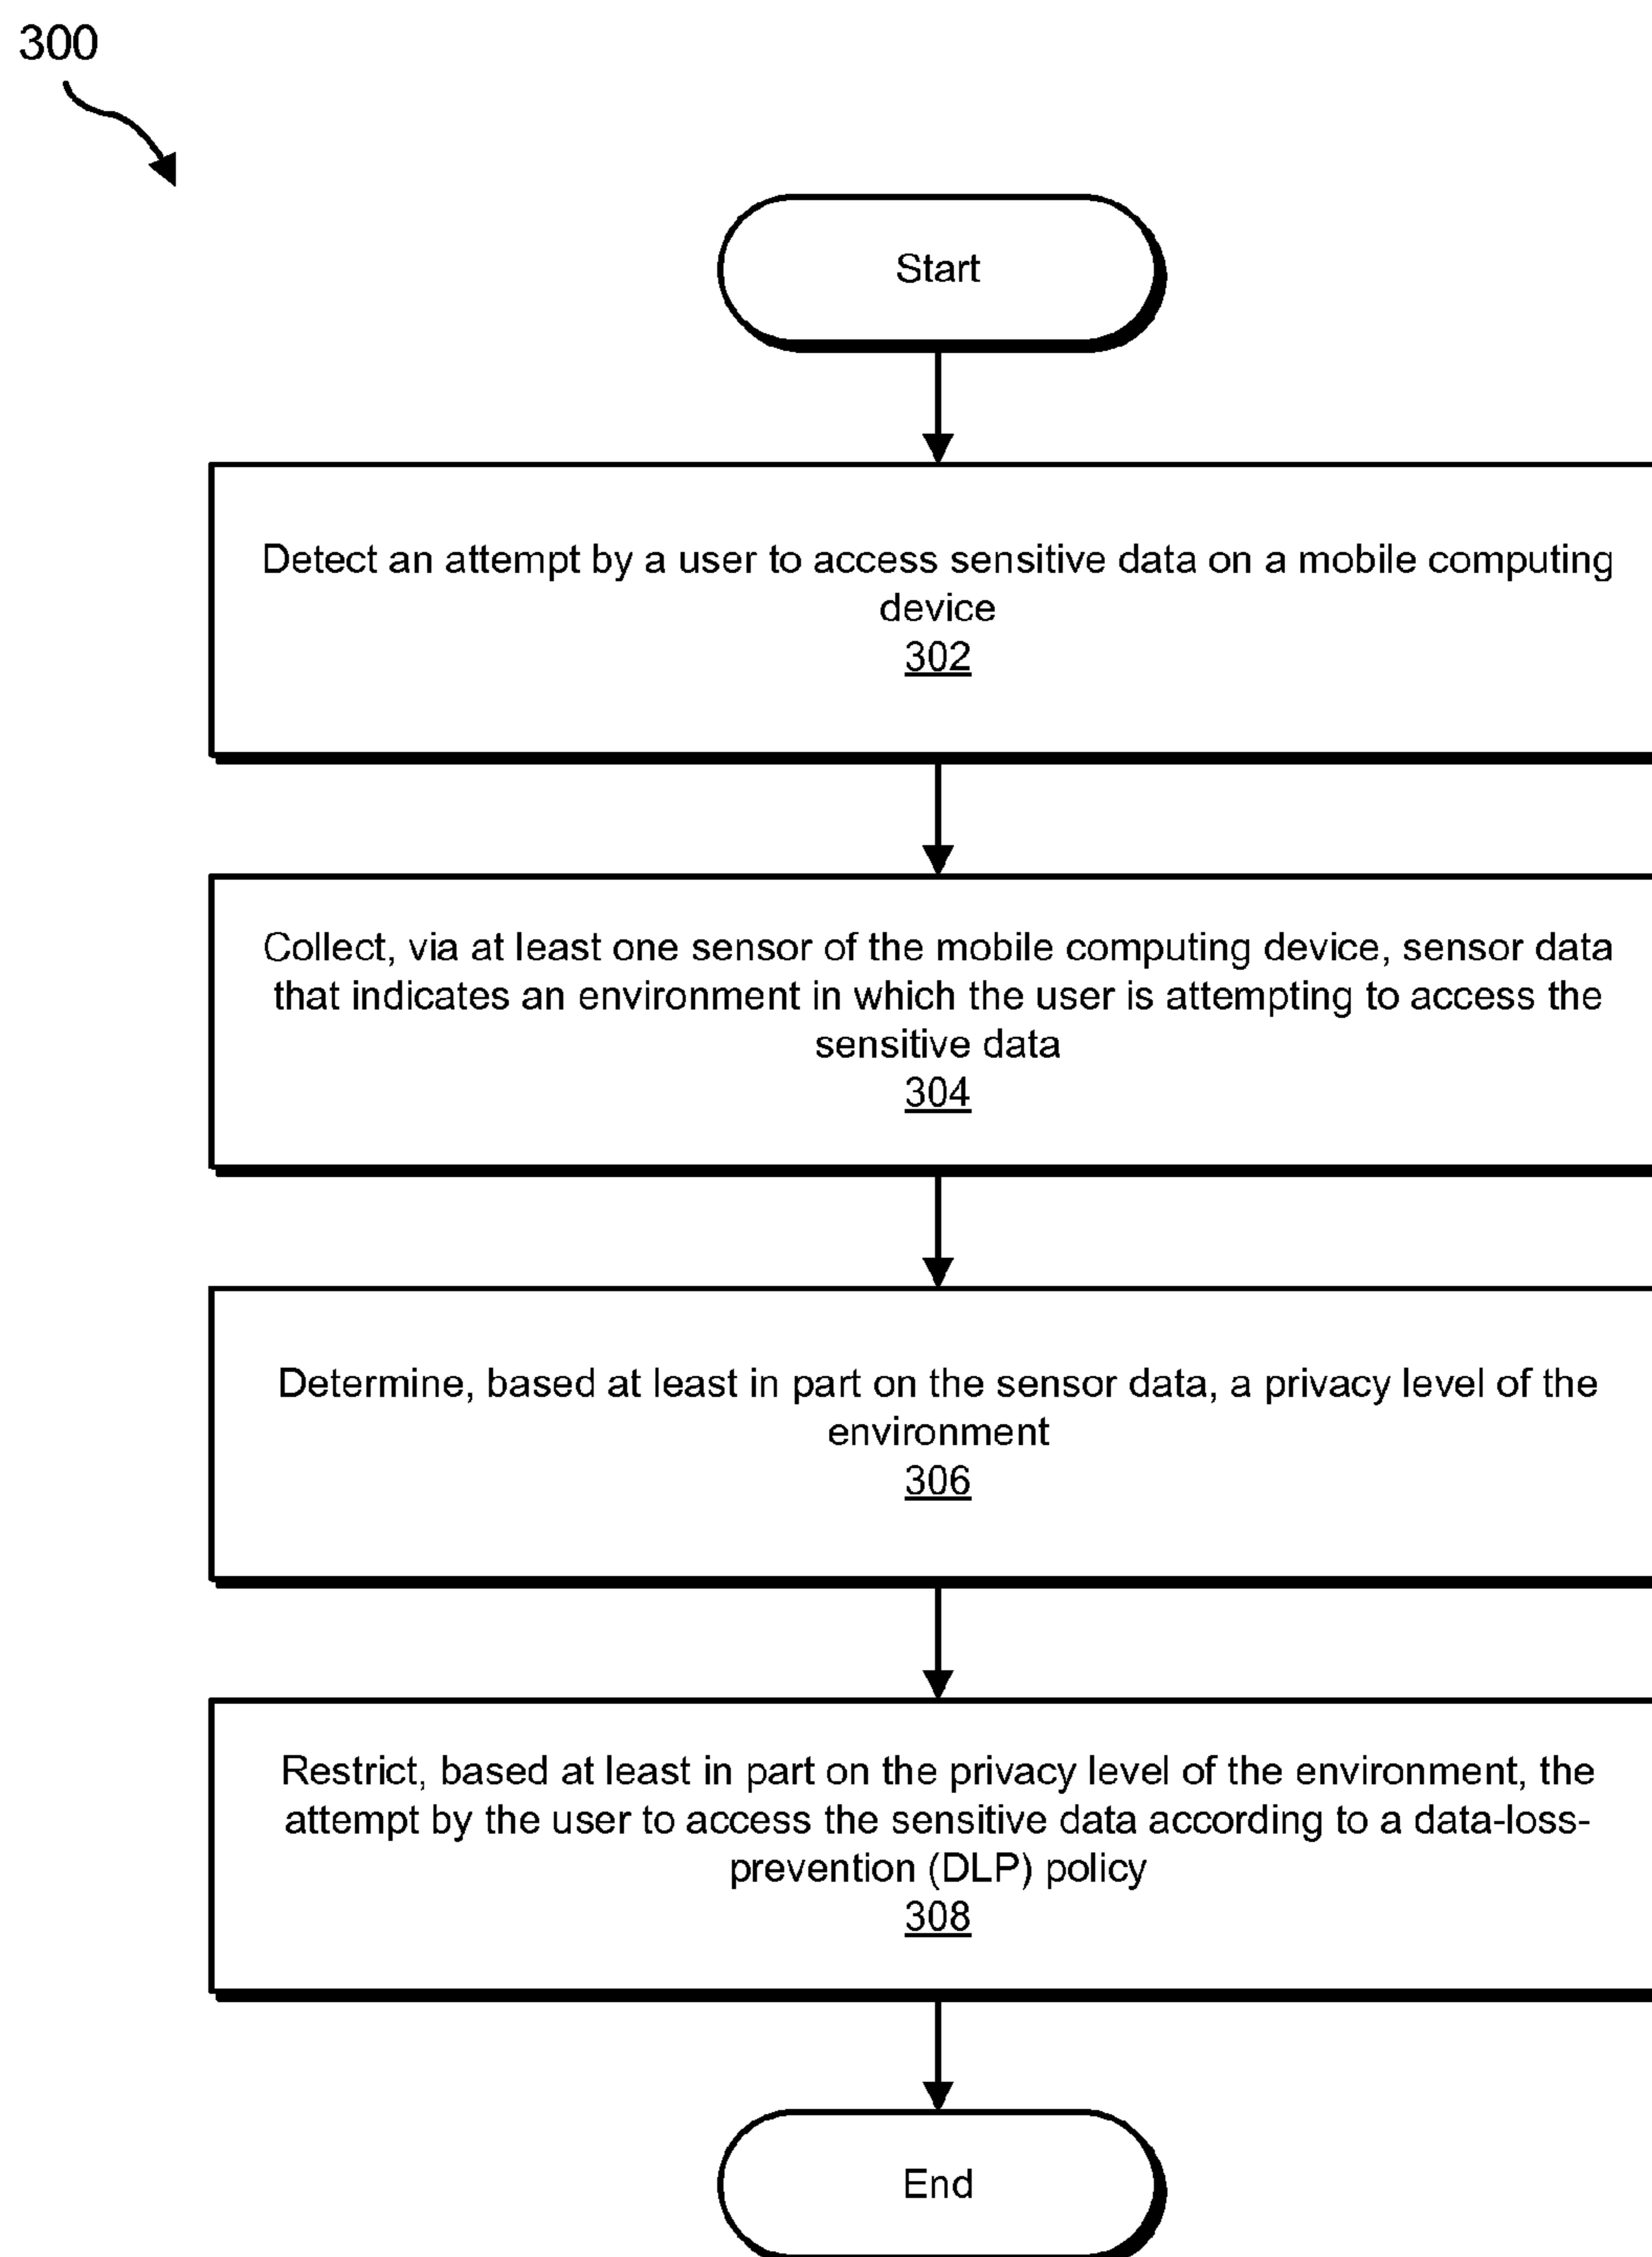 300
Start
Detect an attempt by a user to access sensitive data on a mobile computing
device
302
Collect, via at least one sensor of the mobile computing device, sensor data
that indicates an environment in which the user is attempting to access the
sensitive data
304
Determine, based at least in part on the sensor data, a privacy level of the
environment
306
Restrict, based at least in part on the privacy level of the environment, the
attempt by the user to access the sensitive data according to a data-loss-
prevention (DLP) policy
308
End